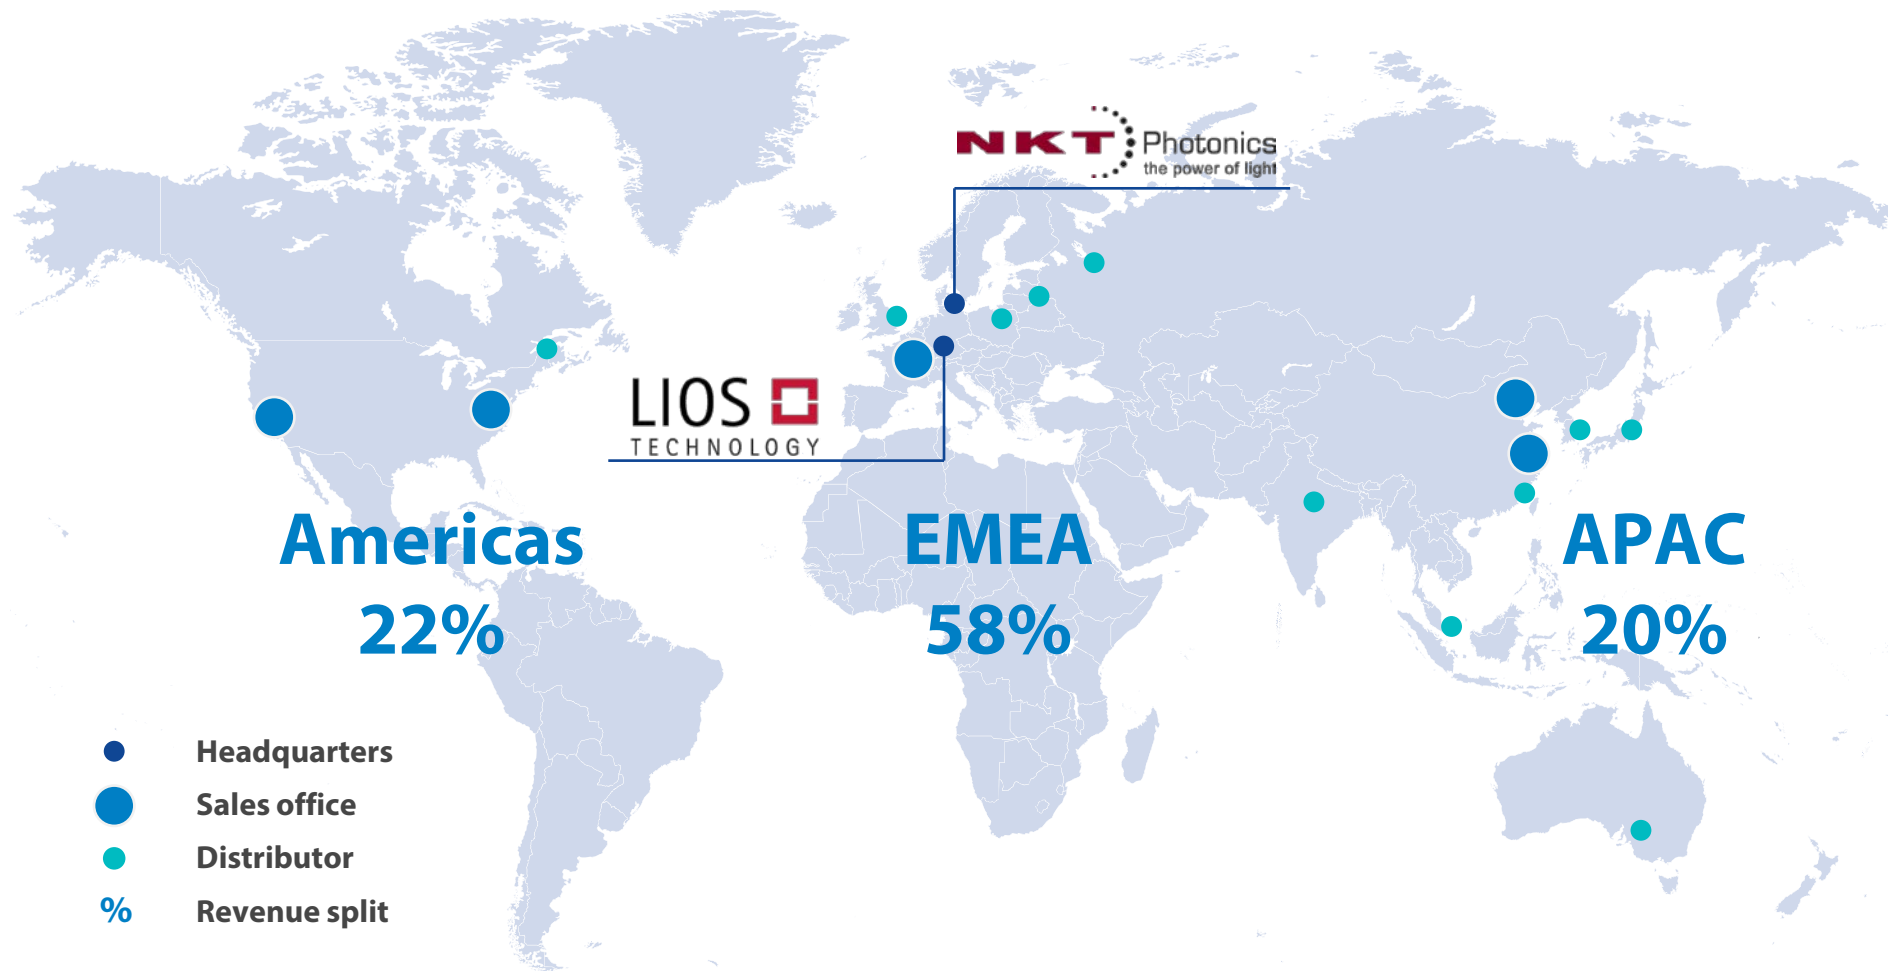 NKT Photonics
the power of light
LIOS
TECHNOLOGY
Americas
22%
EMEA
58%
APAC
20%
Headquarters
Sales office
Distributor
% Revenue split